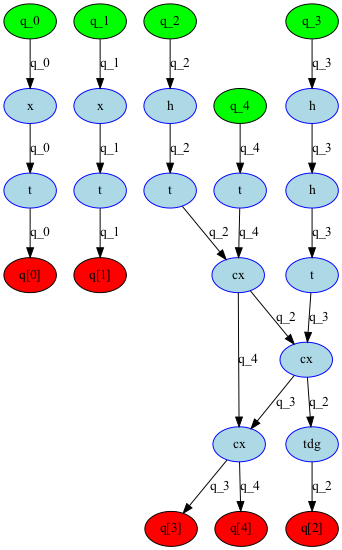 q_0 q_1 q_2 q_3
q_0 q_1 q_2
x x h q_4 q_3
h
q_0 q_1 q_2 q_4 q_3
t t t t h
q_0 q_1 q_2 q_4 q_3
q[0] q[1] cx t
q_2 q_3
q_4 cx
q_3 q_2
cx tdg
q_3 q_4 q_2
q[3] q[4] q[2]